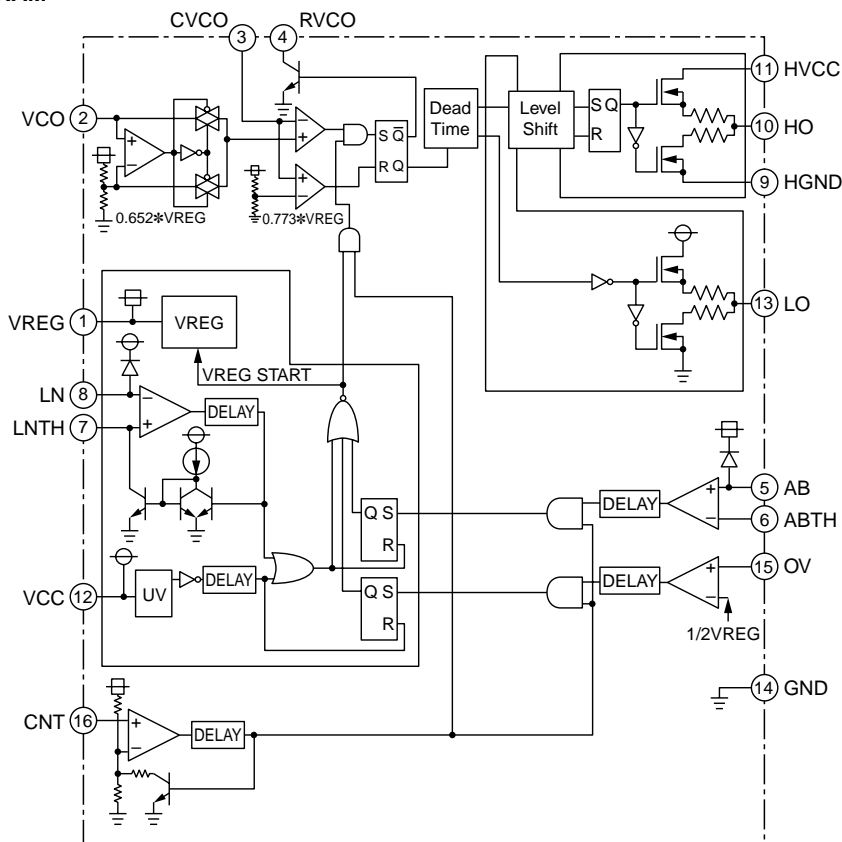 CVCO RVCO
3 4
11 HVCC
VCO 2
Dead
Time
Level
Shift
S Q
R
10 HO
S Q
R Q
9 HGND
0.652*VREG
0.773*VREG
13 LO
VREG 1
VREG
VREG START
LN 8
DELAY
LNTH 7
5 AB
DELAY
6 ABTH
Q S
R
15 OV
DELAY
VCC 12
UV
DELAY
Q S
R
1/2VREG
14 GND
CNT 16
DELAY